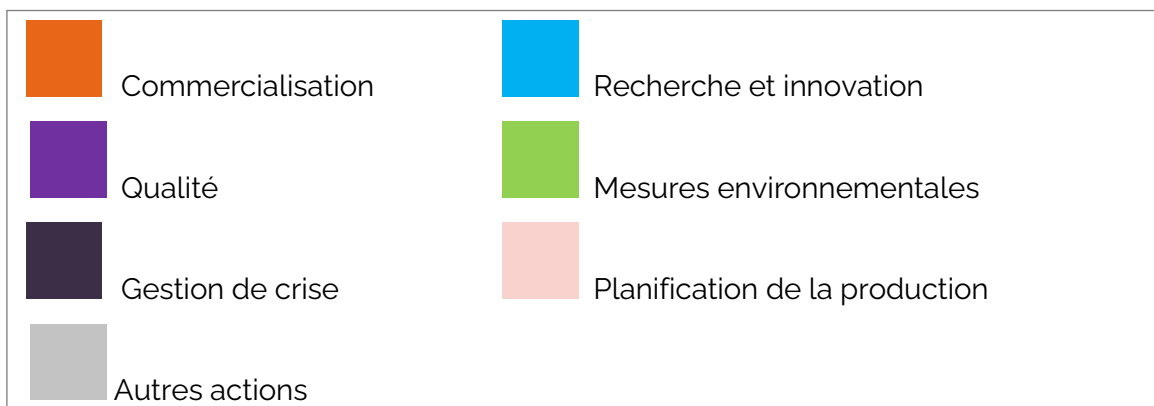 Commercialisation
Recherche et innovation
Qualité
Mesures environnementales
Gestion de crise
Planification de la production
Autres actions